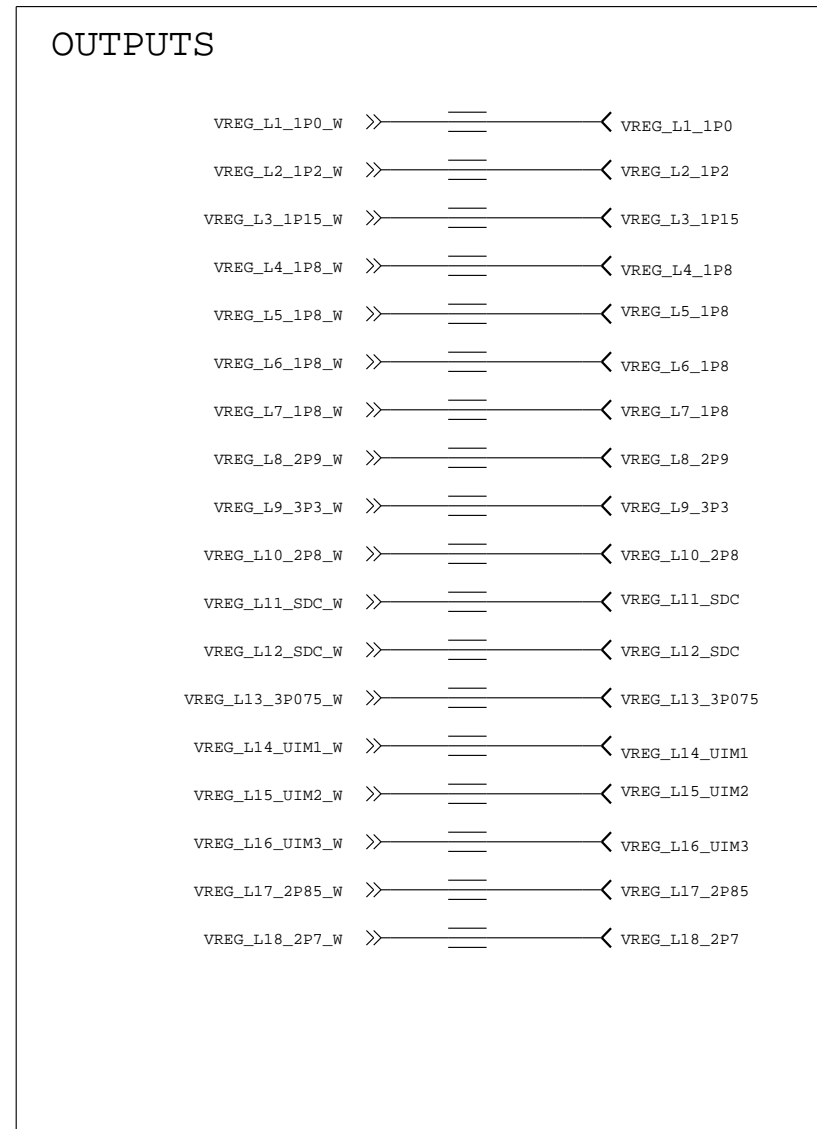 OUTPUTS
VREG_L1_1P0_W VREG_L1_1P0
VREG_L2_1P2_W VREG_L2_1P2
VREG_L3_1P15_W VREG_L3_1P15
VREG_L4_1P8_W VREG_L4_1P8
VREG_L5_1P8_W VREG_L5_1P8
VREG_L6_1P8_W VREG_L6_1P8
VREG_L7_1P8_W VREG_L7_1P8
VREG_L8_2P9_W VREG_L8_2P9
VREG_L9_3P3_W VREG_L9_3P3
VREG_L10_2P8_W VREG_L10_2P8
VREG_L11_SDC_W VREG_L11_SDC
VREG_L12_SDC_W VREG_L12_SDC
VREG_L13_3P075_W VREG_L13_3P075
VREG_L14_UIM1_W VREG_L14_UIM1
VREG_L15_UIM2_W VREG_L15_UIM2
VREG_L16_UIM3_W VREG_L16_UIM3
VREG_L17_2P85_W VREG_L17_2P85
VREG_L18_2P7_W VREG_L18_2P7